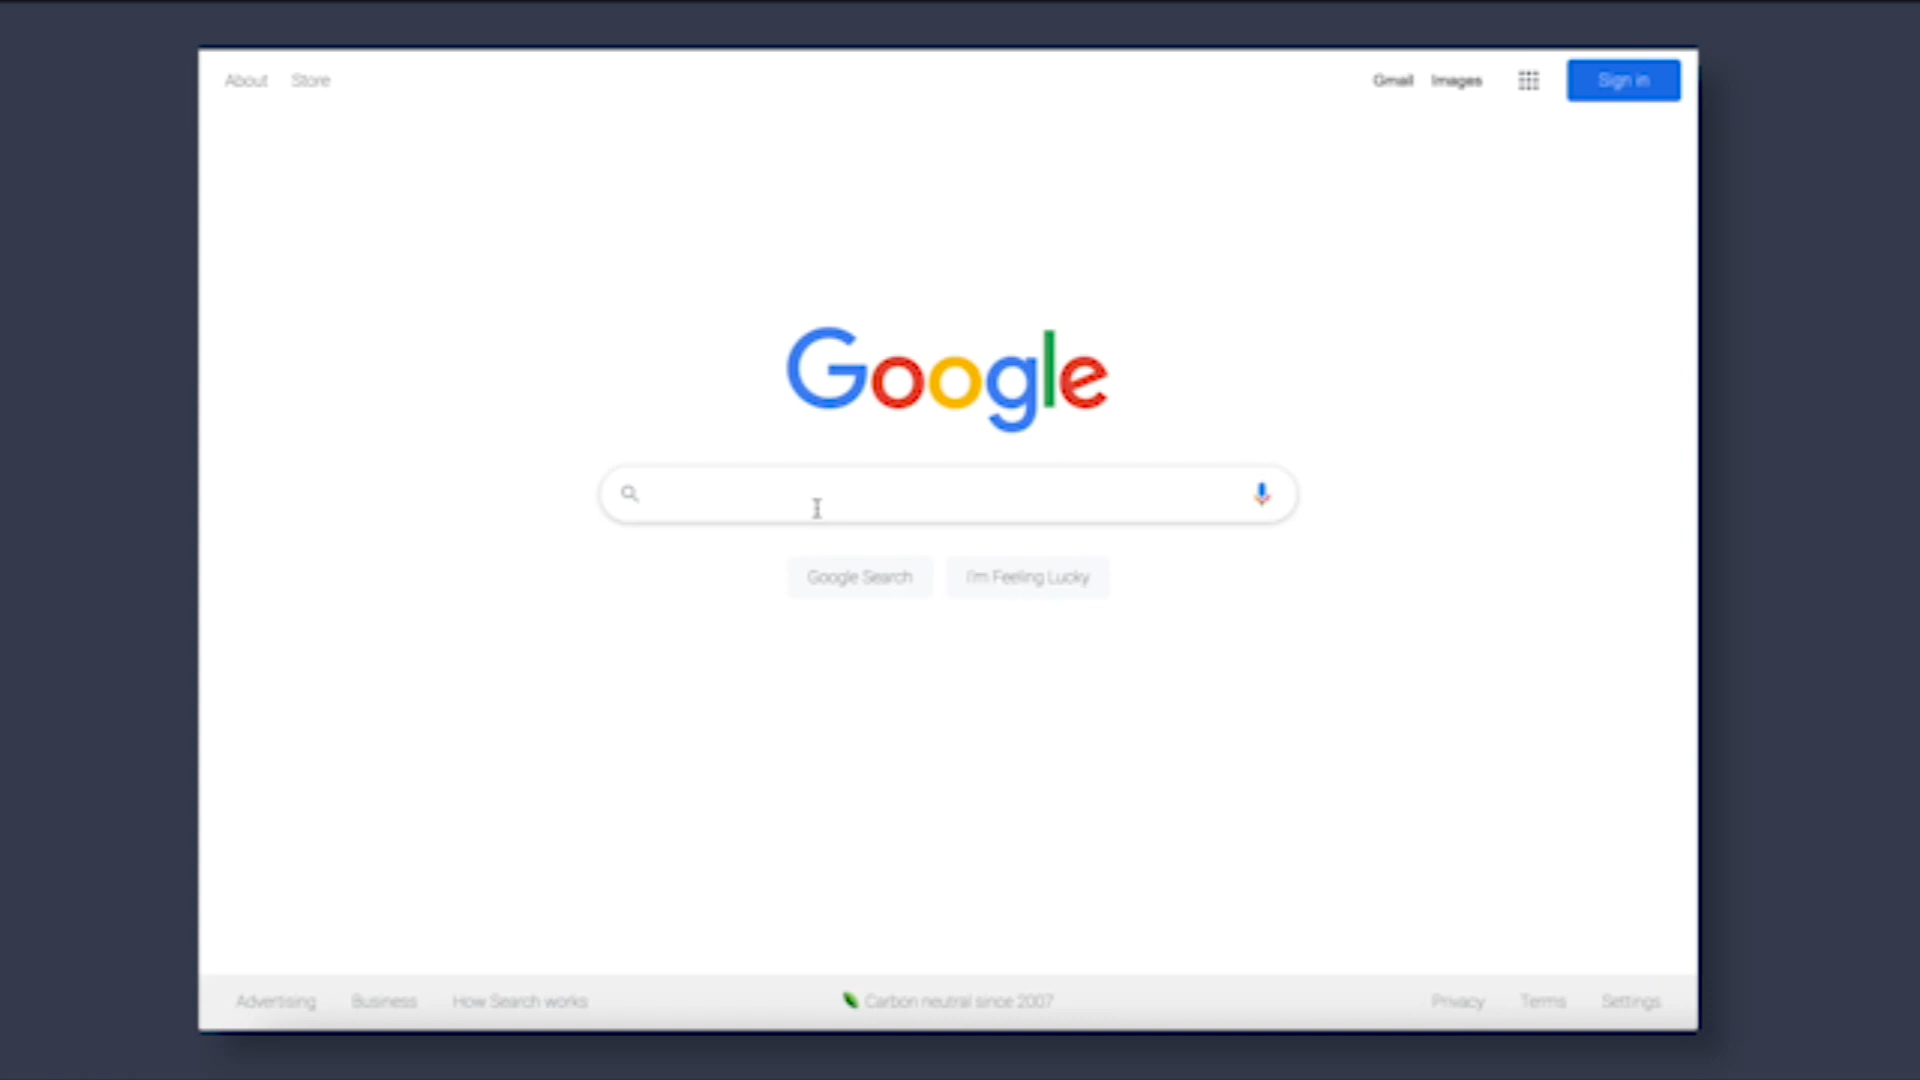 About Store Gmail Images Sign in
Google
Google Search I'm Feeling Lucky
Advertising Business How Search works Carbon neutral since 2007 Privacy Terms Settings